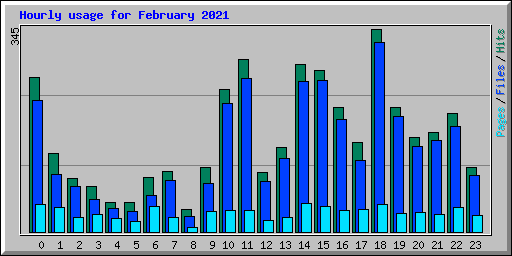 Hourly usage for February 2021
345
Pages/Files/Hits
0 1 2 3 4 5 6 7 8 9 10 11 12 13 14 15 16 17 18 19 20 21 22 23